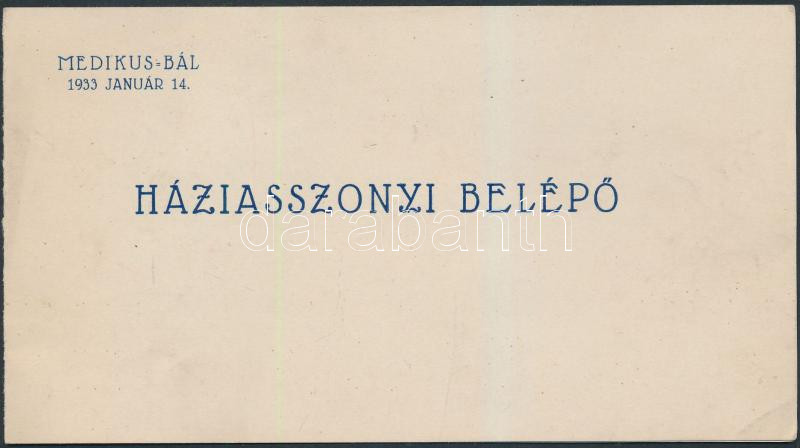 MEDIKUS=BÁL
1933 JANUÁR 14.
HÁZIASSZONYI BELÉPŐ
darabanth